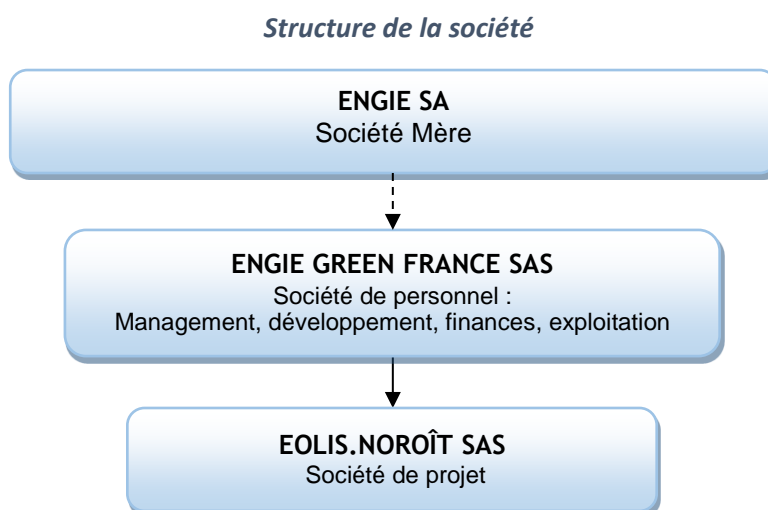 Structure de la société
ENGIE SA
Société Mère
ENGIE GREEN FRANCE SAS
Société de personnel :
Management, développement, finances, exploitation
EOLIS.NOROÎT SAS
Société de projet